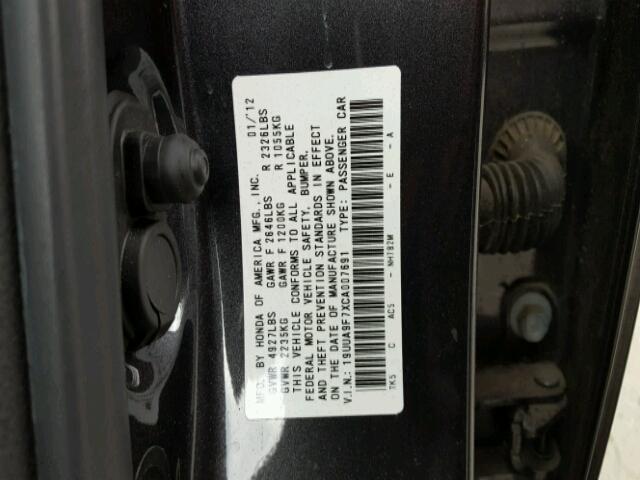 MFD. BY HONDA OF AMERICA MFG., INC. 01/'12
GVWR 4927LBS GAWR F 2646LBS R 2326LBS
GVWR 2235KG GAWR F 1200KG R 1055KG
THIS VEHICLE CONFORMS TO ALL APPLICABLE
FEDERAL MOTOR VEHICLE SAFETY, BUMPER,
AND THEFT PREVENTION STANDARDS IN EFFECT
ON THE DATE OF MANUFACTURE SHOWN ABOVE.
V.I.N.: 19UUA9F7XCA007691 TYPE: PASSENGER CAR
TK5 C AC5 - NH782M - E - A